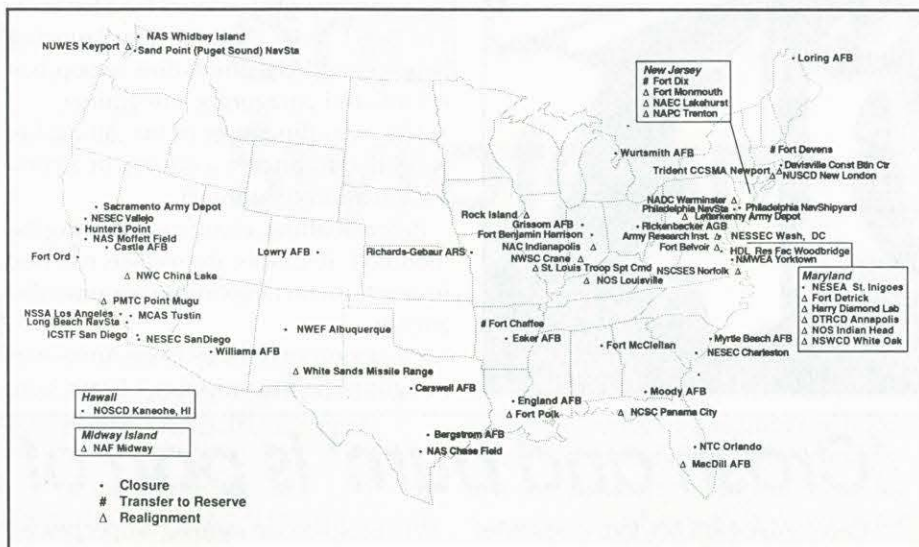 NAS Whidbey Island
NUWES Keyport
Sand Point (Puget Sound) NavSta
Loring AFB
New Jersey
# Fort Dix
△ Fort Monmouth
△ NAEC Lakehurst
△ NAPC Trenton
# Fort Devens
Wurtsmith AFB
Davisville Const Btln Ctr
Trident CCSMA Newport
NUSCD New London
NADC Warminster
Philadelphia NavSta
Philadelphia NavShipyard
Letterkenny Army Depot
Rock Island
Grissom AFB
Rickenbacker AGB
Fort Benjamin Harrison
Army Research Inst.
NESSEC Wash, DC
NAC Indianapolis
Fort Belvoir
HDL Res Fac Woodbridge
NWSC Crane
NMWEA Yorktown
St. Louis Troop Spt Cmd
NSCSES Norfolk
NOS Louisville
Maryland
• NESEA St. Inigoes
△ Fort Detrick
△ Harry Diamond Lab
△ DTRCD Annapolis
△ NOS Indian Head
△ NSWCD White Oak
Sacramento Army Depot
NESEC Vallejo
Hunters Point
NAS Moffett Field
Castle AFB
Fort Ord
Lowry AFB
Richards-Gebaur ARS
NWC China Lake
PMTC Point Mugu
NSSA Los Angeles
MCAS Tustin
Long Beach NavSta
ICSTF San Diego
NESEC SanDiego
NWEF Albuquerque
Williams AFB
White Sands Missile Range
# Fort Chaffee
Eaker AFB
Fort McClellan
Myrtle Beach AFB
NESEC Charleston
Carswell AFB
England AFB
Fort Polk
Moody AFB
NCSC Panama City
Bergstrom AFB
NAS Chase Field
NTC Orlando
MacDill AFB
Hawaii
• NOSCD Kaneohe, HI
Midway Island
△ NAF Midway
• Closure
# Transfer to Reserve
△ Realignment